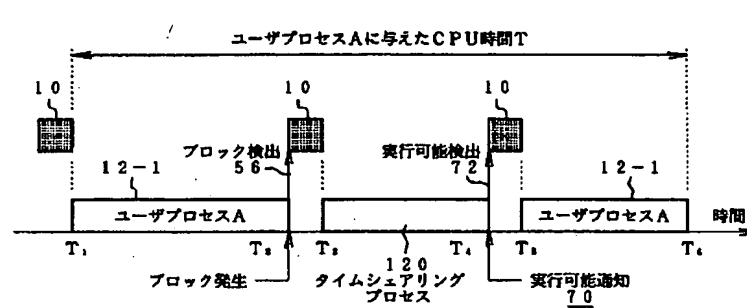 ユーザプロセスAに与えたCPU時間T
10
10
10
ブロック検出
56
実行可能検出
72
12-1
12-1
ユーザプロセスA
ユーザプロセスA
時間
T₁
T₂
T₃
T₄
T₅
T₆
ブロック発生
120
タイムシェアリング
プロセス
実行可能通知
70